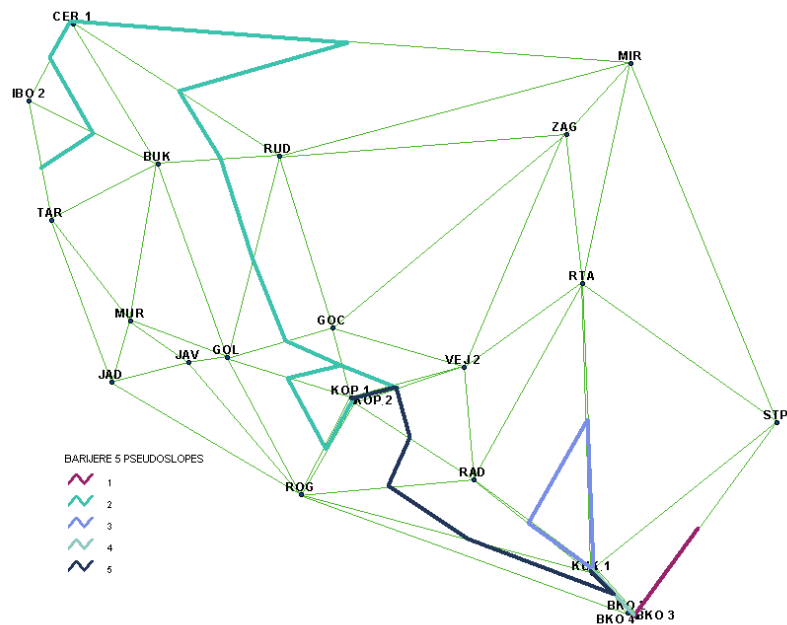 CER 1
MIR
IBO 2
ZAG
BUK
RUD
TAR
RTA
MUR
GOC
JAV
GOL
VEJ 2
JAD
KOP 1
KOP 2
STP
BARIJERE 5 PSEUDOSLOPES
1
2
3
4
5
ROG
RAD
BKO 3
BKO 4